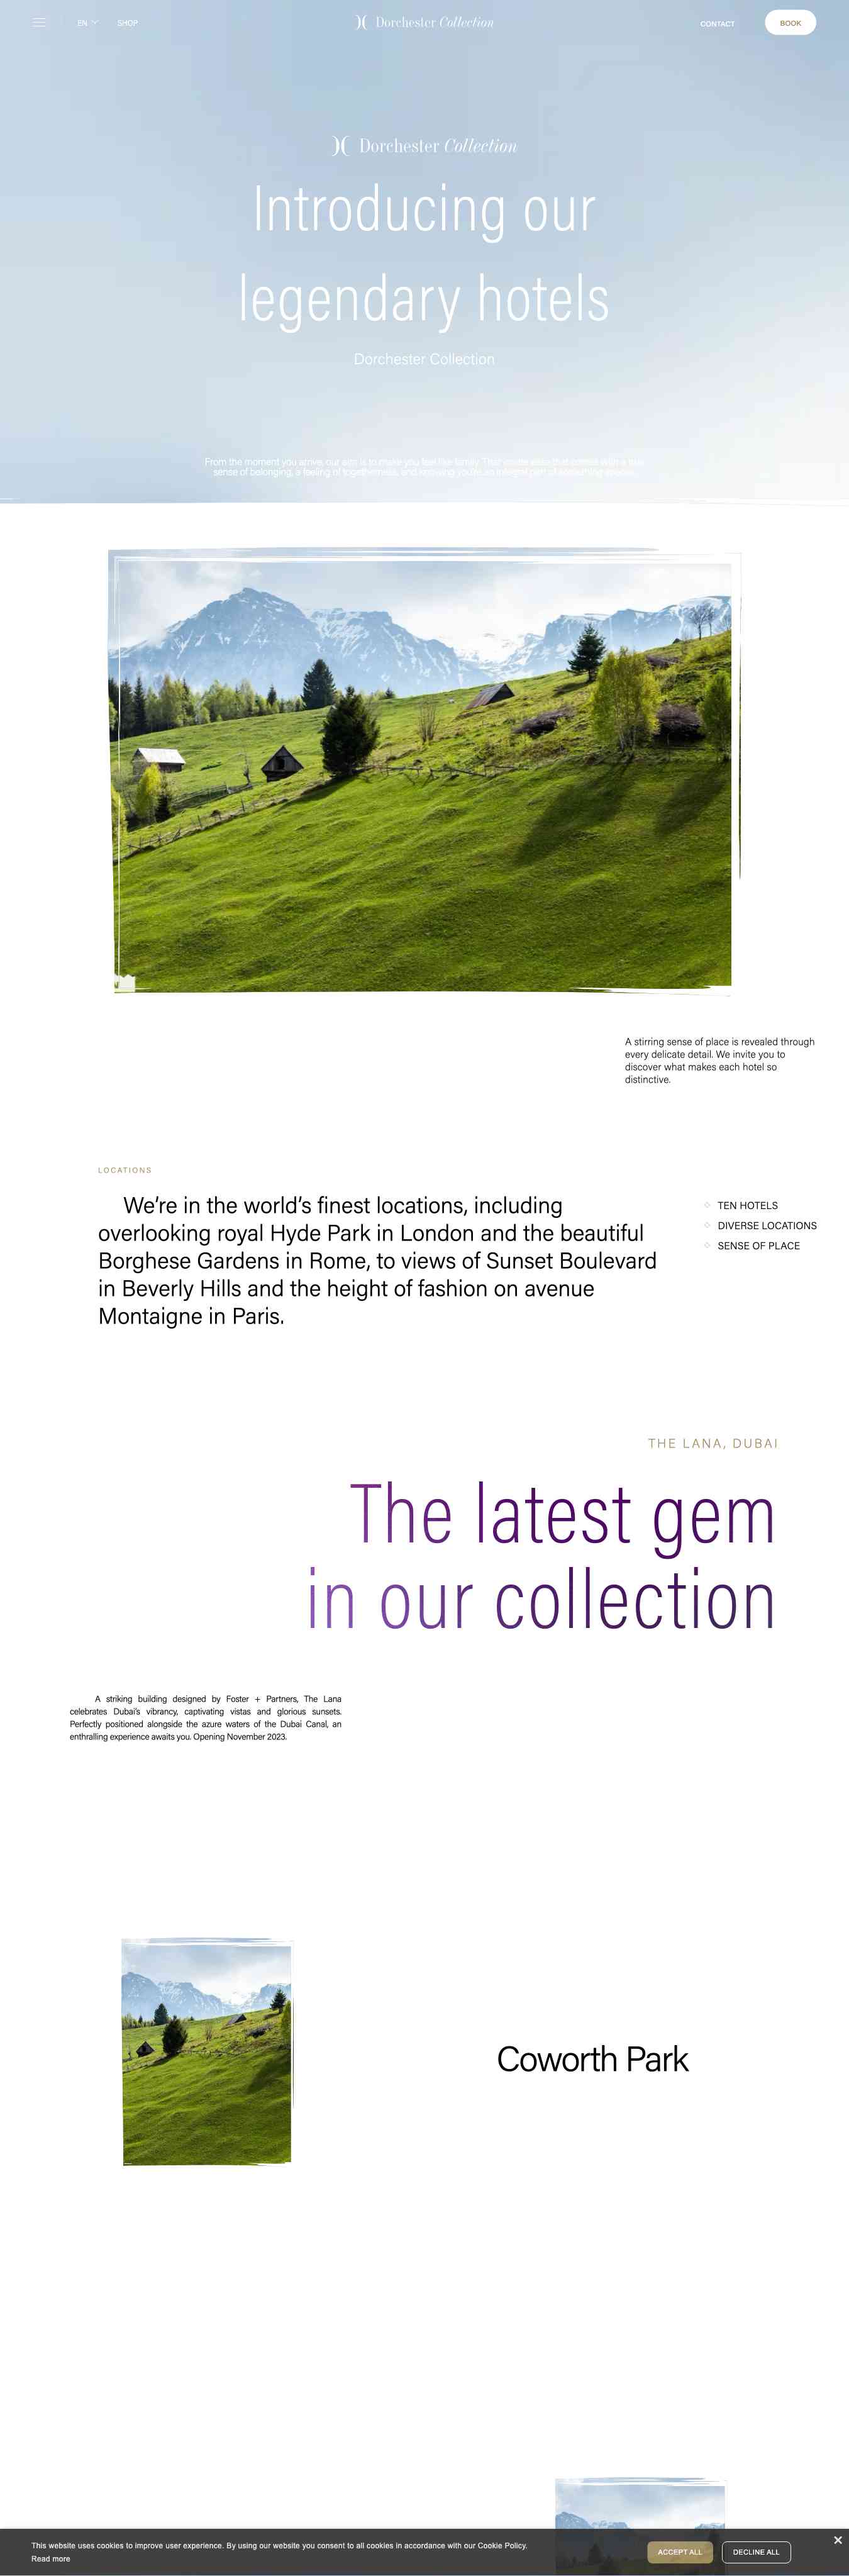 EN
SHOP
Dorchester Collection
CONTACT
BOOK
Dorchester Collection
Introducing our
legendary hotels
Dorchester Collection
From the moment you arrive, our aim is to make you feel like family. That
sense of belonging, a feeling of togetherness, and knowing you're an integral part of
A stirring sense of place is revealed through
every delicate detail. We invite you to
discover what makes each hotel so
distinctive.
LOCATIONS
We’re in the world’s finest locations, including
overlooking royal Hyde Park in London and the beautiful
Borghese Gardens in Rome, to views of Sunset Boulevard
in Beverly Hills and the height of fashion on avenue
Montaigne in Paris.
TEN HOTELS
DIVERSE LOCATIONS
SENSE OF PLACE
THE LANA, DUBAI
The latest gem
in our collection
A striking building designed by Foster + Partners, The Lana
celebrates Dubai’s vibrancy, captivating vistas and glorious sunsets.
Perfectly positioned alongside the azure waters of the Dubai Canal, an
enthralling experience awaits you. Opening November 2023.
Coworth Park
This website uses cookies to improve user experience. By using our website you consent to all cookies in accordance with our Cookie Policy.
Read more
ACCEPT ALL
DECLINE ALL